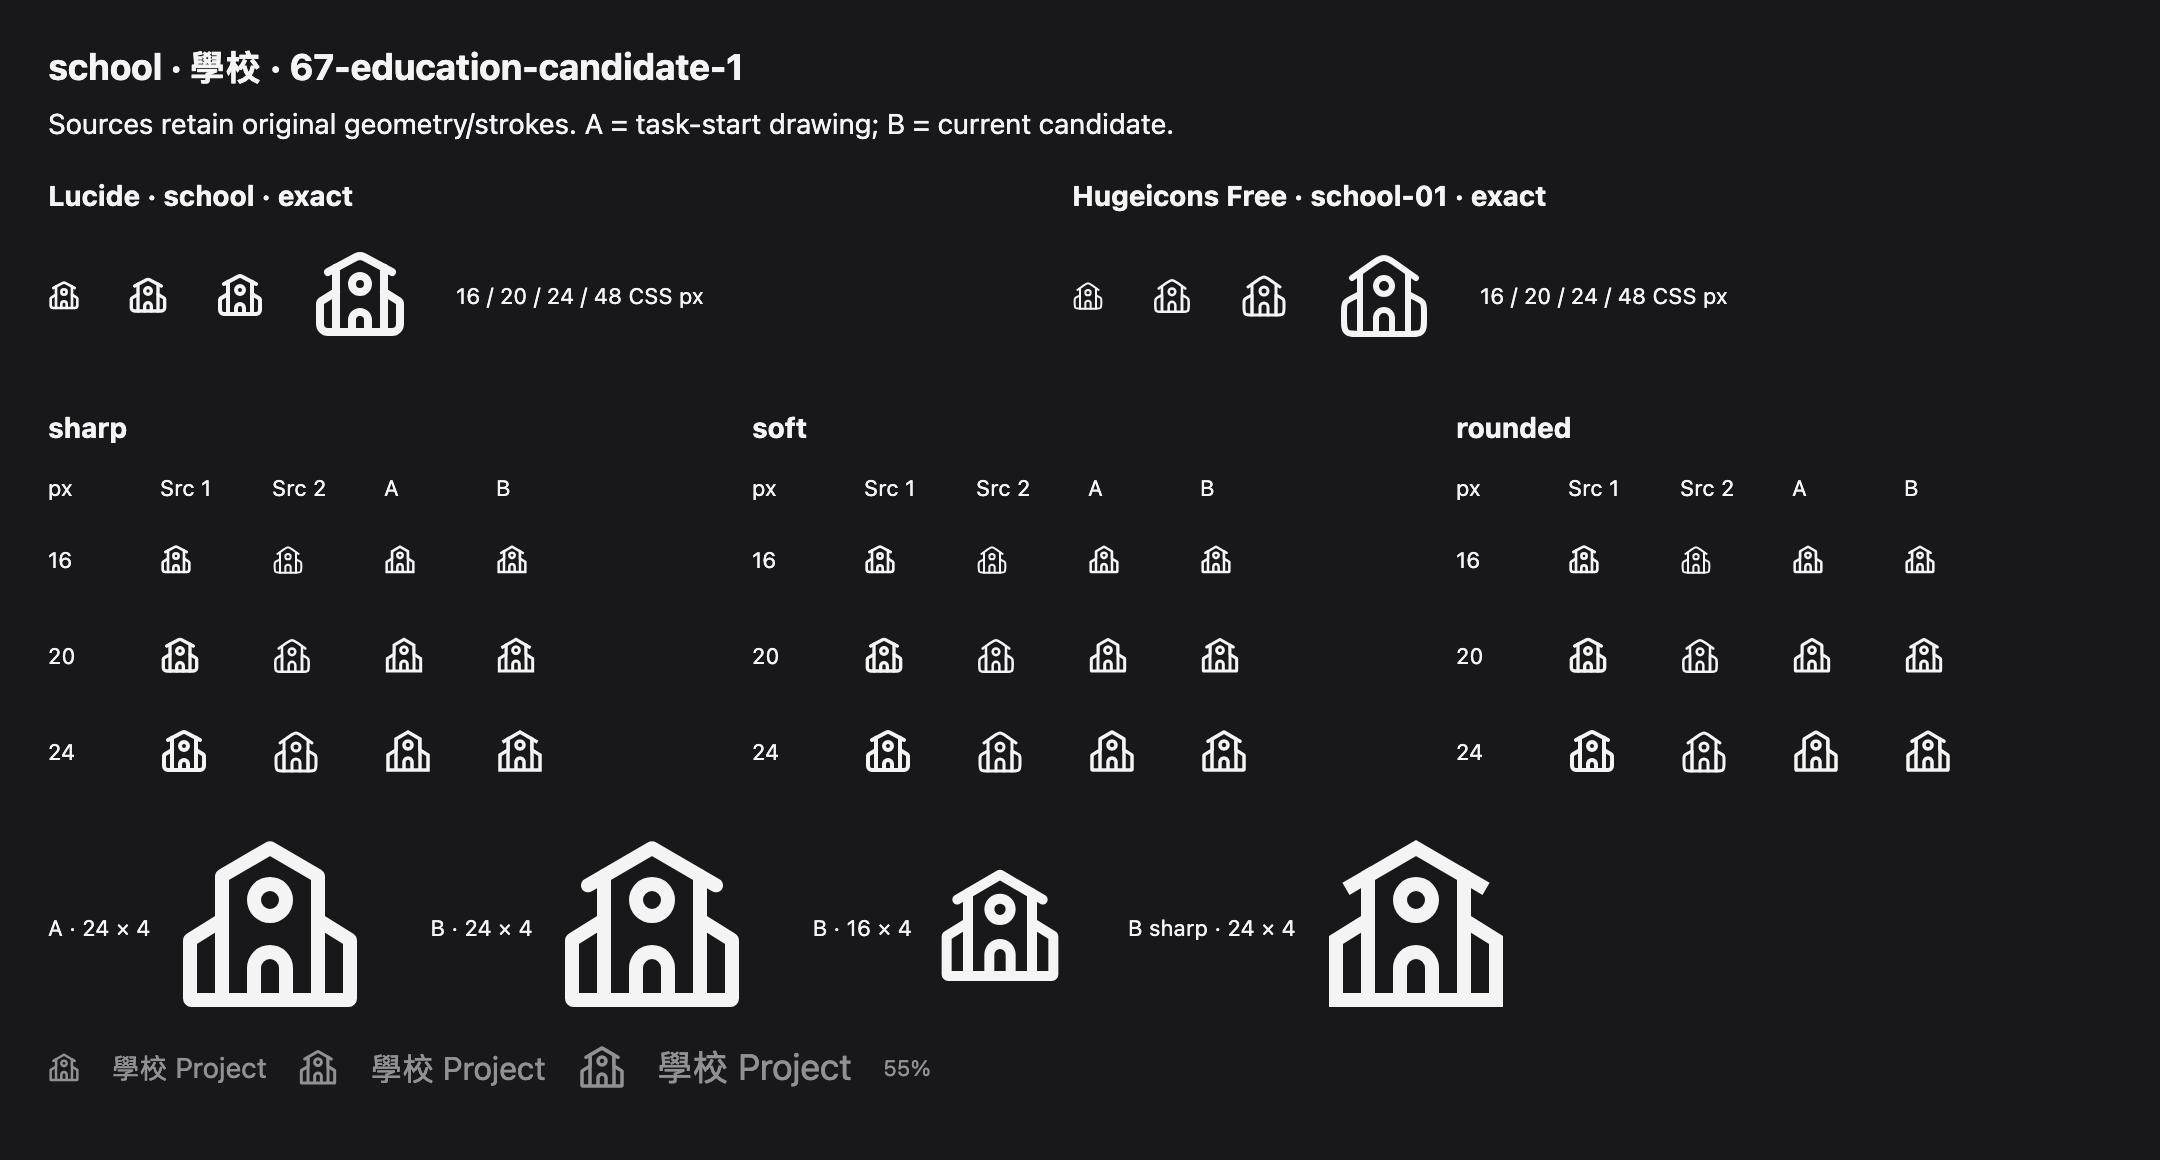 school · 學校 · 67-education-candidate-1
Sources retain original geometry/strokes. A = task-start drawing; B = current candidate.
Lucide · school · exact
Hugeicons Free · school-01 · exact
16 / 20 / 24 / 48 CSS px
16 / 20 / 24 / 48 CSS px
sharp
soft
rounded
px Src 1 Src 2 A B
px Src 1 Src 2 A B
px Src 1 Src 2 A B
16
16
16
20
20
20
24
24
24
A · 24 × 4
B · 24 × 4
B · 16 × 4
B sharp · 24 × 4
學校 Project
學校 Project
學校 Project
55%